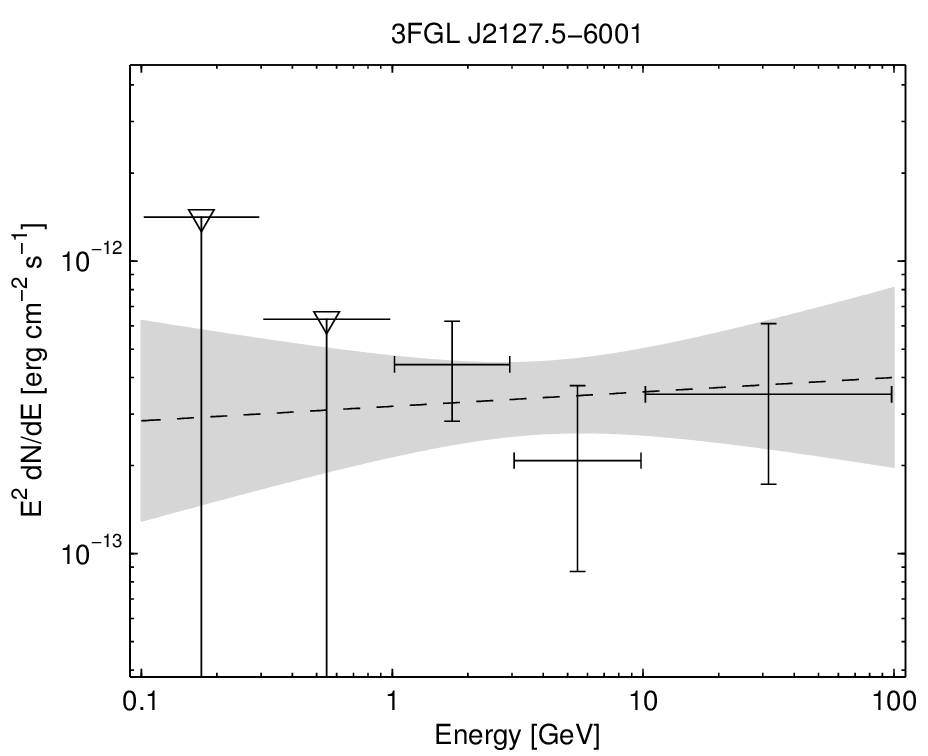 3FGL J2127.5−6001
E² dN/dE [erg cm⁻² s⁻¹]
10⁻¹²
10⁻¹³
0.1 1 10 100
Energy [GeV]